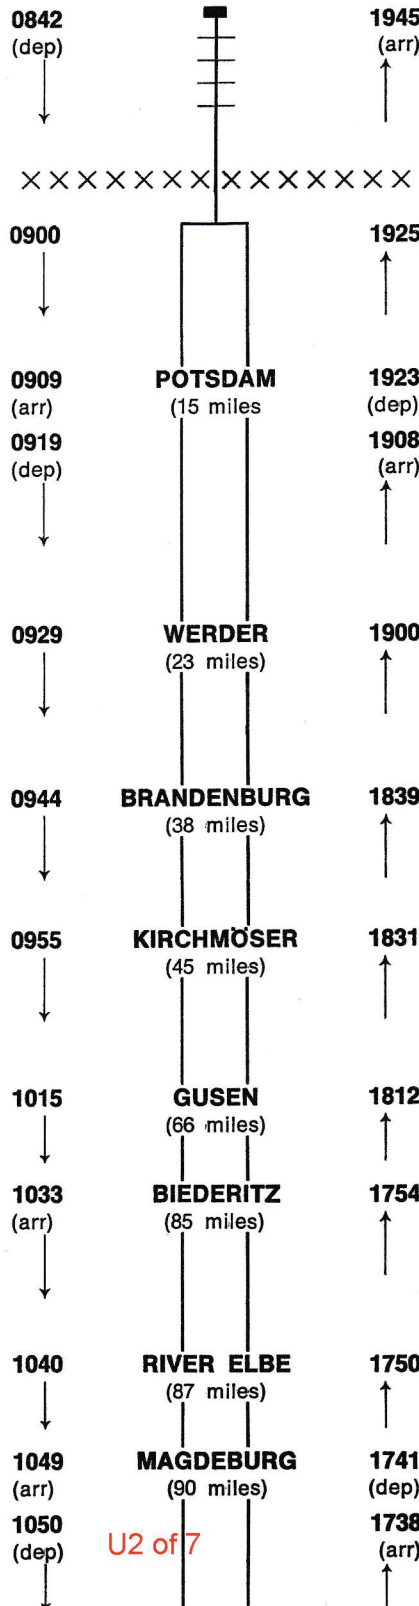 0842 1945
(dep) (arr)
0900 1925
0909 POTSDAM 1923
(arr) (15 miles (dep)
0919 1908
(dep) (arr)
0929 WERDER 1900
(23 miles)
0944 BRANDENBURG 1839
(38 miles)
0955 KIRCHMÖSER 1831
(45 miles)
1015 GUSEN 1812
(66 miles)
1033 BIEDERITZ 1754
(arr) (85 miles)
1040 RIVER ELBE 1750
(87 miles)
1049 MAGDEBURG 1741
(arr) (90 miles) (dep)
1050 1738
(dep) U2 of 7 (arr)